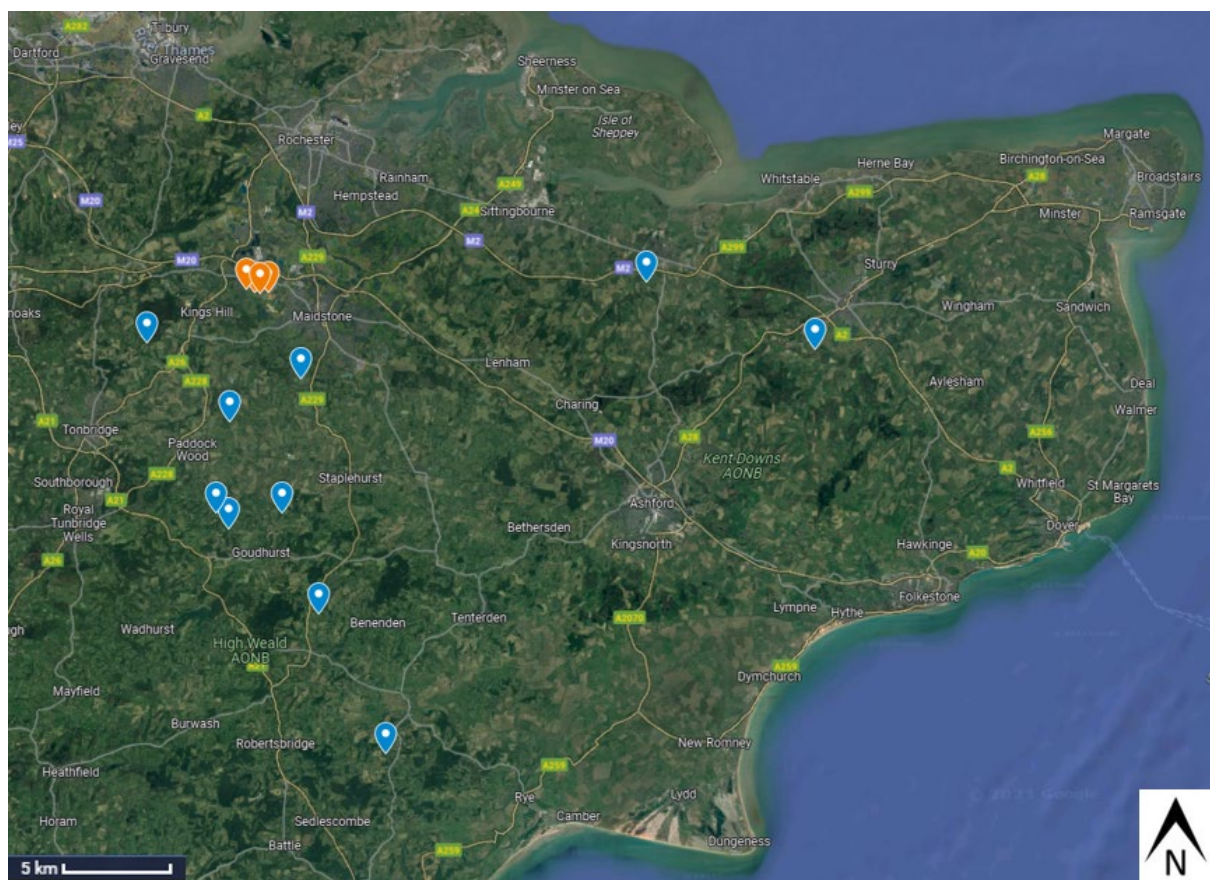 A282
Tilbury
River Thames
Dartford
Gravesend
Sheerness
Minster on Sea
A2
Isle of
Sheppey
M25
Rochester
Margate
Rainham
Herne Bay
Birchington-on-Sea
Whitstable
A28
Broadstairs
Hempstead
A249
A299
M20
M2
A24
Sittingbourne
Minster
Ramsgate
M2
A299
M20
A229
M2
Sturry
Kings Hill
Maidstone
Wingham
Sandwich
noaks
A2
A26
Lenham
A228
Aylesham
Deal
A229
Charing
Walmer
A21
Tonbridge
M20
A28
A256
Paddock
Wood
Kent Downs
AONB
A2
A228
Staplehurst
Southborough
A21
Whitfield
St Margarets
Bay
Royal
Tunbridge
Wells
Ashford
Bethersden
Dover
Kingsnorth
Hawkinge
A20
Goudhurst
A26
Folkestone
Lympne
Hythe
Tenterden
A2070
Benenden
Wadhurst
gh
High Weald
AONB
A259
Dymchurch
Mayfield
Burwash
Robertsbridge
New Romney
Heathfield
A259
Rye
Lydd
Camber
Horam
Sedlescombe
Dungeness
Battle
A259
5 km
N